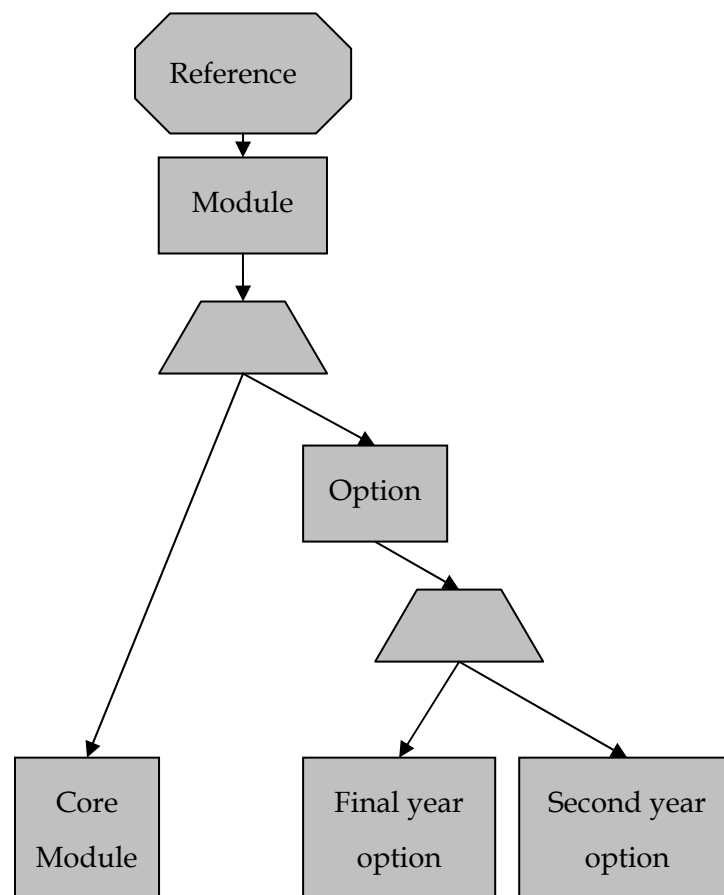 Reference
Module
Option
Core
Module
Final year
option
Second year
option